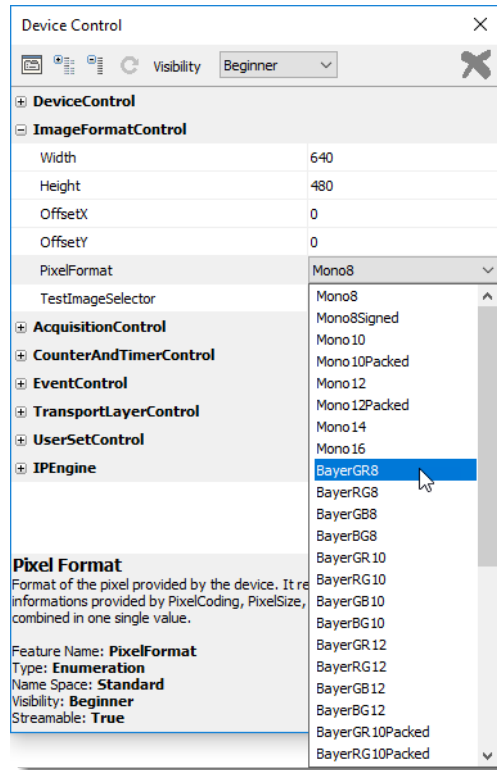 Device Control
Visibility Beginner
DeviceControl
ImageFormatControl
Width 640
Height 480
OffsetX 0
OffsetY 0
PixelFormat Mono8
TestImageSelector
AcquisitionControl
CounterAndTimerControl
EventControl
TransportLayerControl
UserSetControl
IPEngine
Mono8
Mono8Signed
Mono10
Mono10Packed
Mono12
Mono12Packed
Mono14
Mono16
BayerGR8
BayerRG8
BayerGB8
BayerBG8
BayerGR10
BayerRG10
BayerGB10
BayerBG10
BayerGR12
BayerRG12
BayerGB12
BayerBG12
BayerGR10Packed
BayerRG10Packed
Pixel Format
Format of the pixel provided by the device. It re
informations provided by PixelCoding, PixelSize,
combined in one single value.
Feature Name: PixelFormat
Type: Enumeration
Name Space: Standard
Visibility: Beginner
Streamable: True